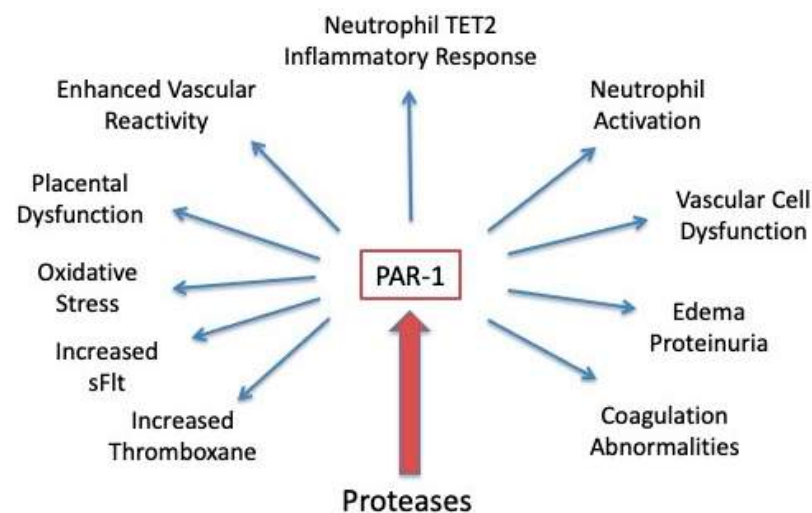 Neutrophil TET2
Inflammatory Response
Enhanced Vascular
Reactivity
Neutrophil
Activation
Placental
Dysfunction
Vascular Cell
Dysfunction
PAR-1
Oxidative
Stress
Edema
Proteinuria
Increased
sFlt
Increased
Thromboxane
Coagulation
Abnormalities
Proteases